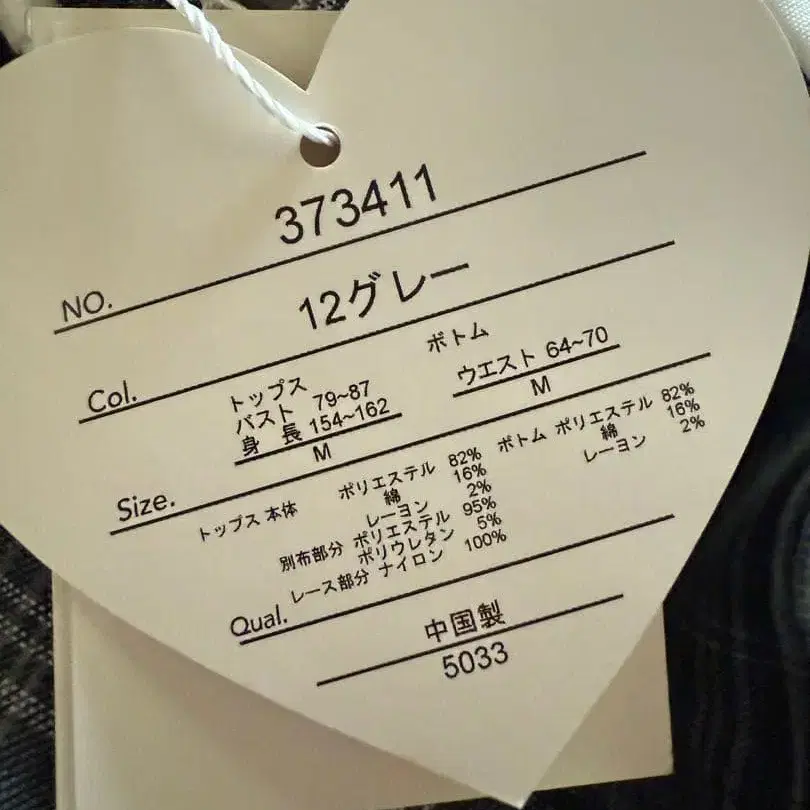 NO. 373411
Col. 12グレー
トップス
バスト 79~87
身 長 154~162
M
ボトム
ウエスト 64~70
M
Size.
トップス 本体 ポリエステル 82%
綿 16%
レーヨン 2%
別布部分 ポリエステル 95%
ポリウレタン 5%
レース部分 ナイロン 100%
ボトム ポリエステル 82%
綿 16%
レーヨン 2%
Qual.
中国製
5033